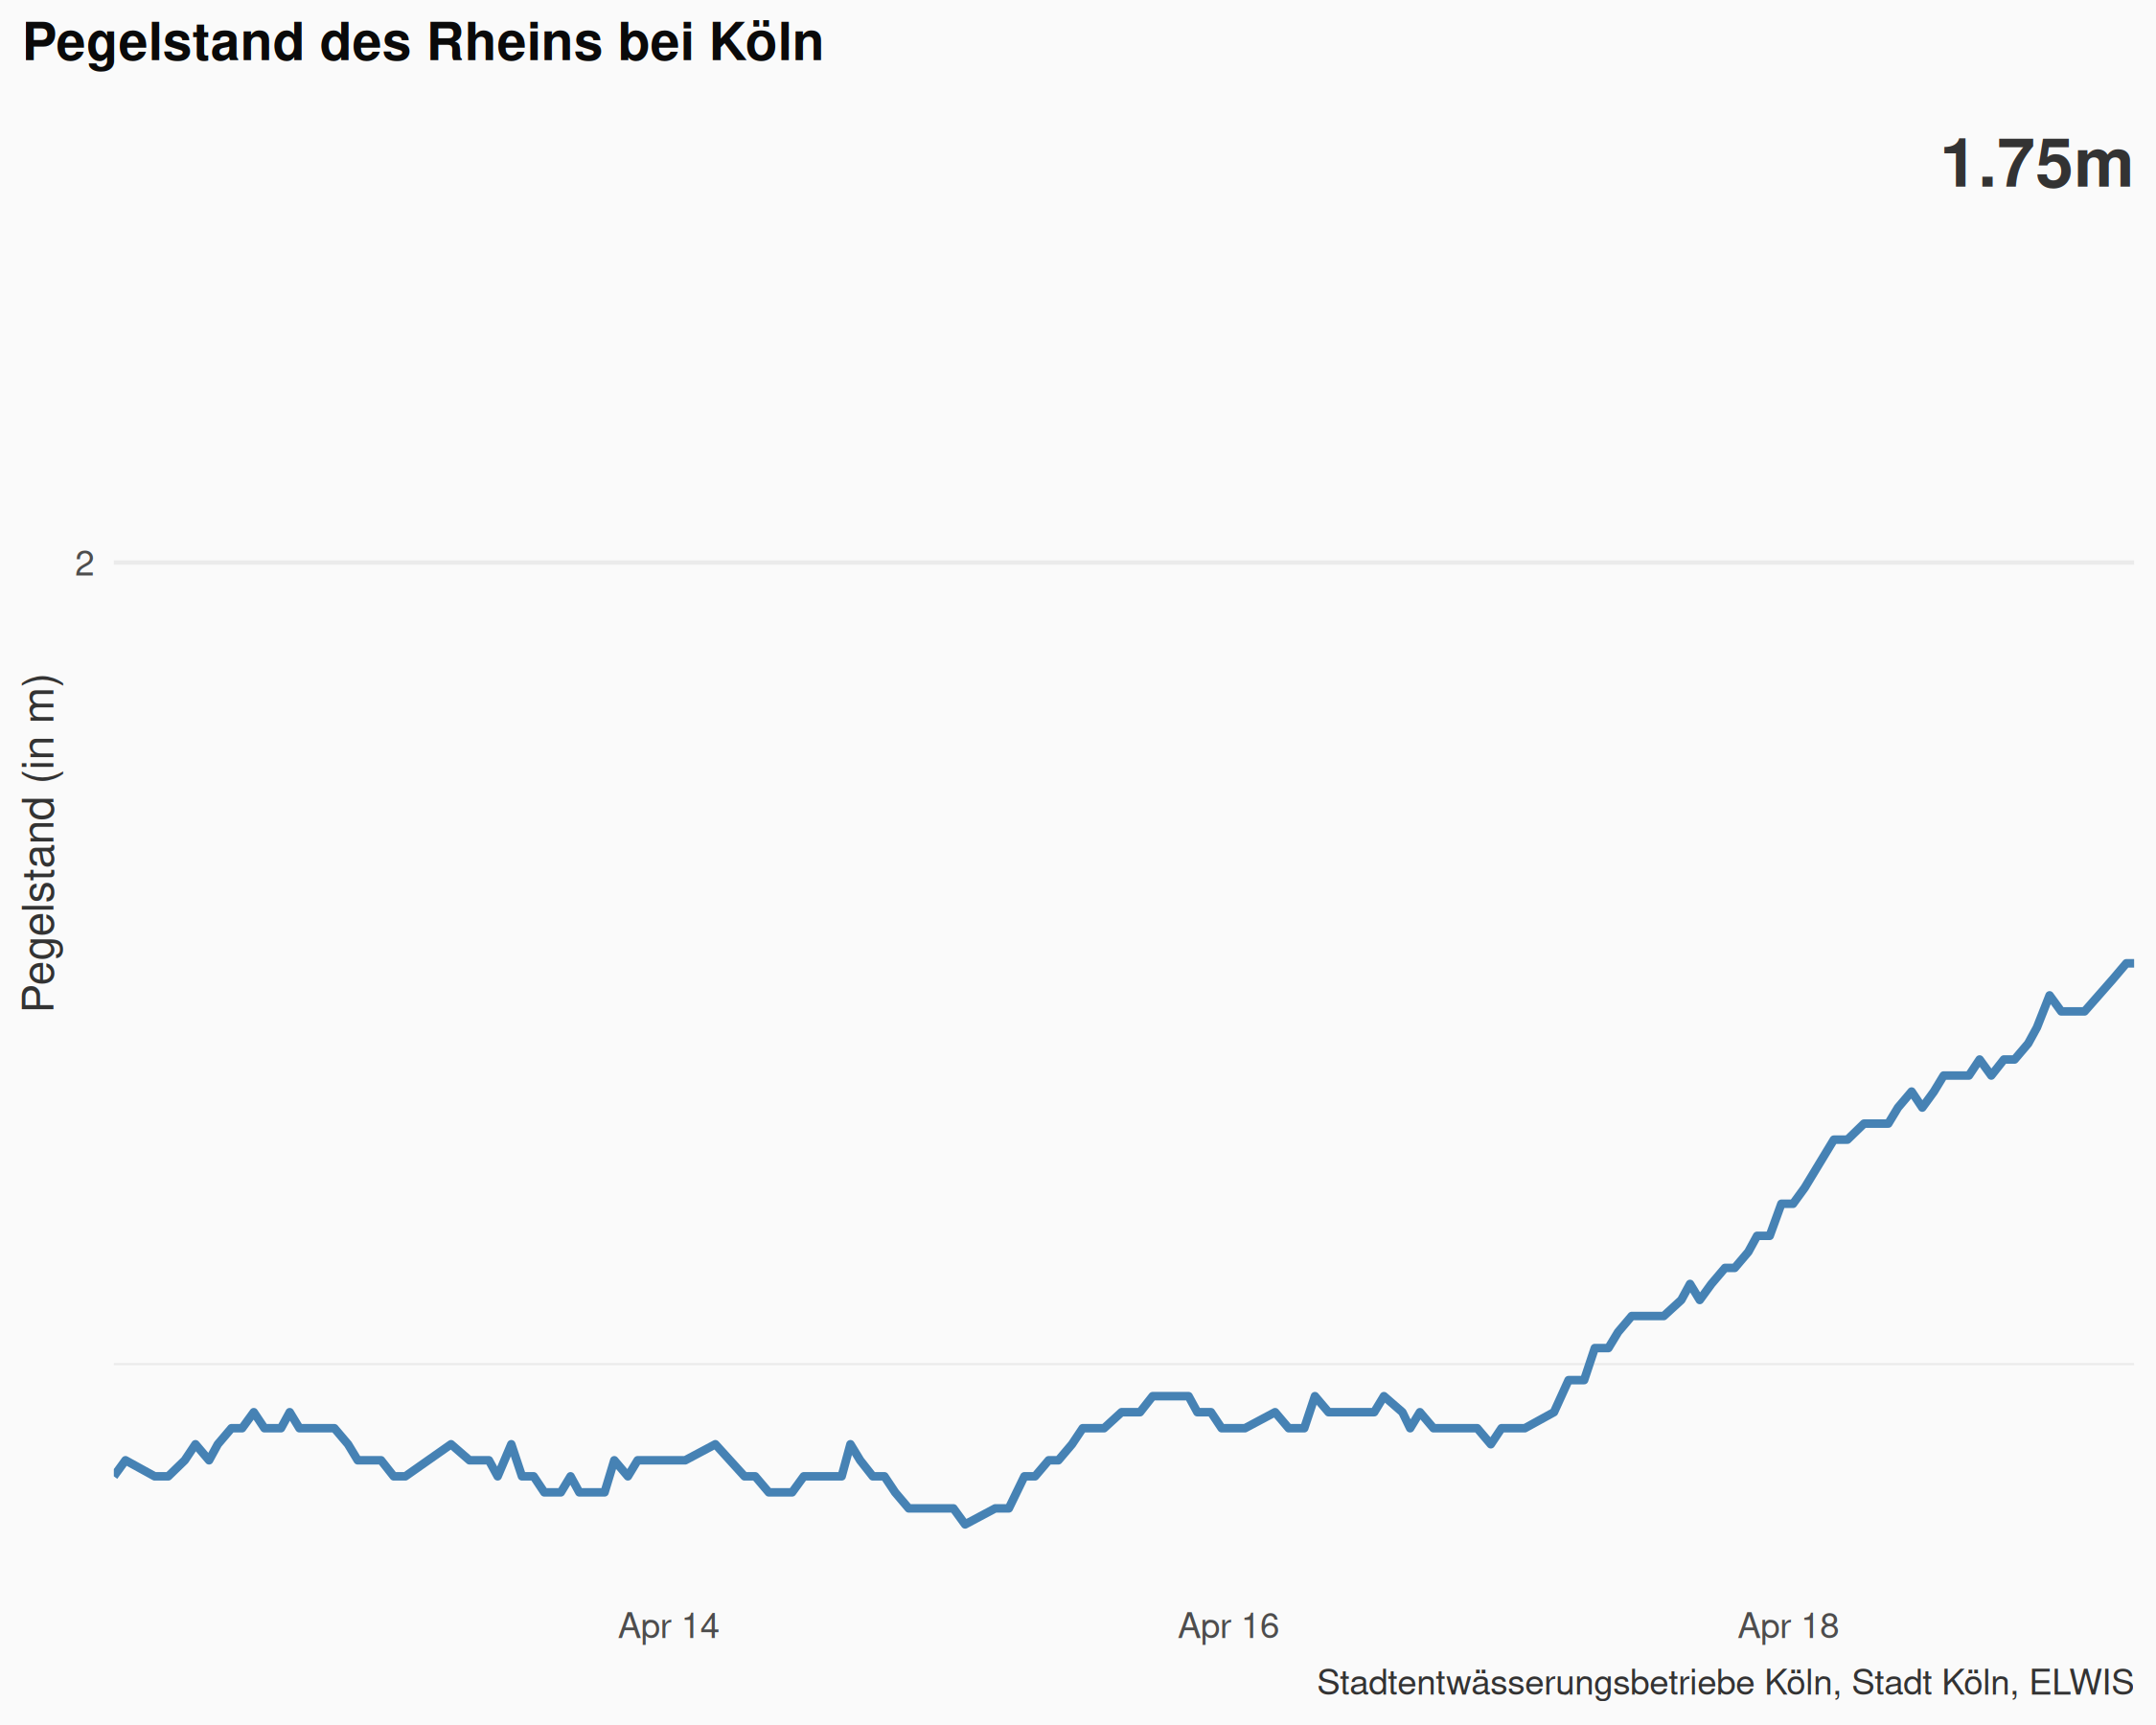 Pegelstand des Rheins bei Köln
1.75m
2
Pegelstand (in m)
Apr 14
Apr 16
Apr 18
Stadtentwässerungsbetriebe Köln, Stadt Köln, ELWIS